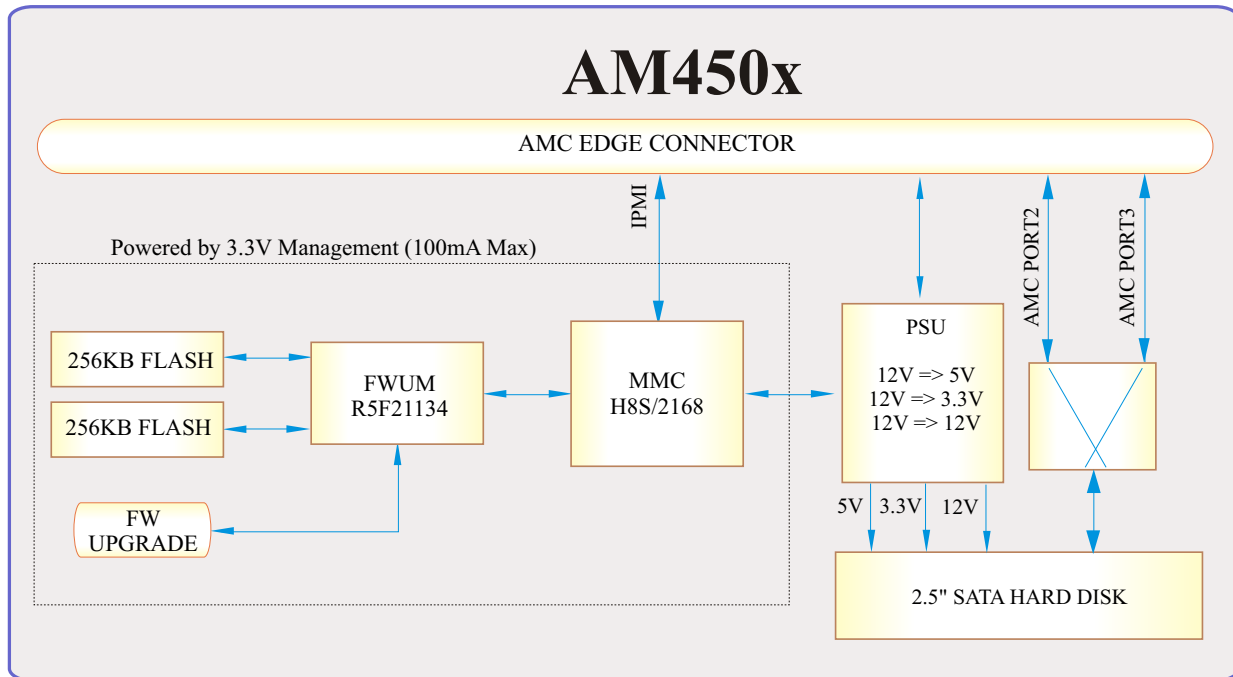 AM450x
AMC EDGE CONNECTOR
IPMI
AMC PORT2
AMC PORT3
Powered by 3.3V Management (100mA Max)
256KB FLASH
256KB FLASH
FW
UPGRADE
FWUM
R5F21134
MMC
H8S/2168
PSU
12V => 5V
12V => 3.3V
12V => 12V
5V
3.3V
12V
2.5" SATA HARD DISK